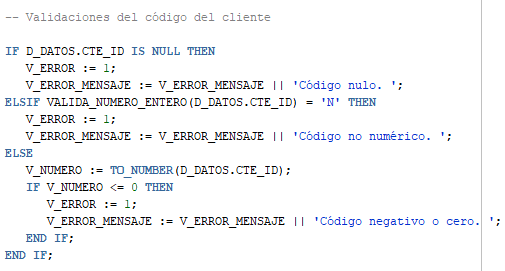 -- Validaciones del código del cliente
IF D_DATOS.CTE_ID IS NULL THEN
V_ERROR := 1;
V_ERROR_MENSAJE := V_ERROR_MENSAJE || 'Código nulo. ';
ELSIF VALIDA_NUMERO_ENTERO(D_DATOS.CTE_ID) = 'N' THEN
V_ERROR := 1;
V_ERROR_MENSAJE := V_ERROR_MENSAJE || 'Código no numérico. ';
ELSE
V_NUMERO := TO_NUMBER(D_DATOS.CTE_ID);
IF V_NUMERO <= 0 THEN
V_ERROR := 1;
V_ERROR_MENSAJE := V_ERROR_MENSAJE || 'Código negativo o cero. ';
END IF;
END IF;